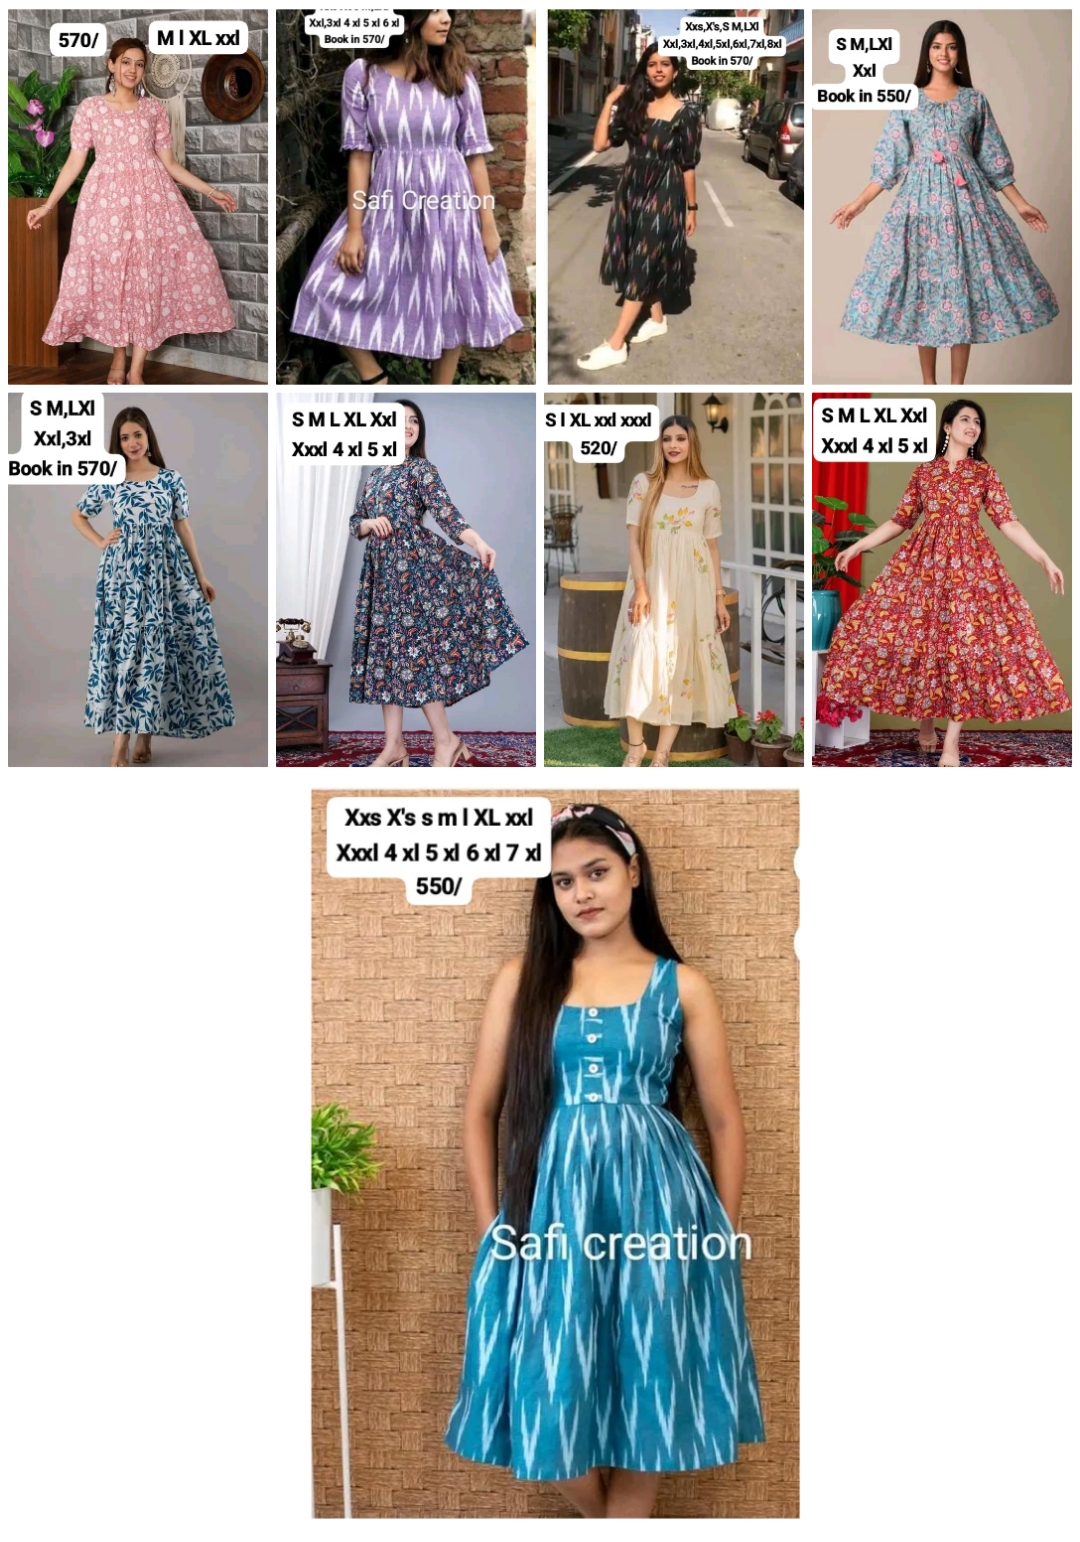 570/
M l XL xxl
Xxl,3xl 4 xl 5 xl 6 xl
Book in 570/
Safi Creation
Xxs,X's,S M,LXl
Xxl,3xl,4xl,5xl,6xl,7xl,8xl
Book in 570/
S M,LXl
Xxl
Book in 550/
S M,LXl
Xxl,3xl
Book in 570/
S M L XL Xxl
Xxxl 4 xl 5 xl
S l XL xxl xxxl
520/
S M L XL Xxl
Xxxl 4 xl 5 xl
Xxs X's s m l XL xxl
Xxxl 4 xl 5 xl 6 xl 7 xl
550/
Safi creation